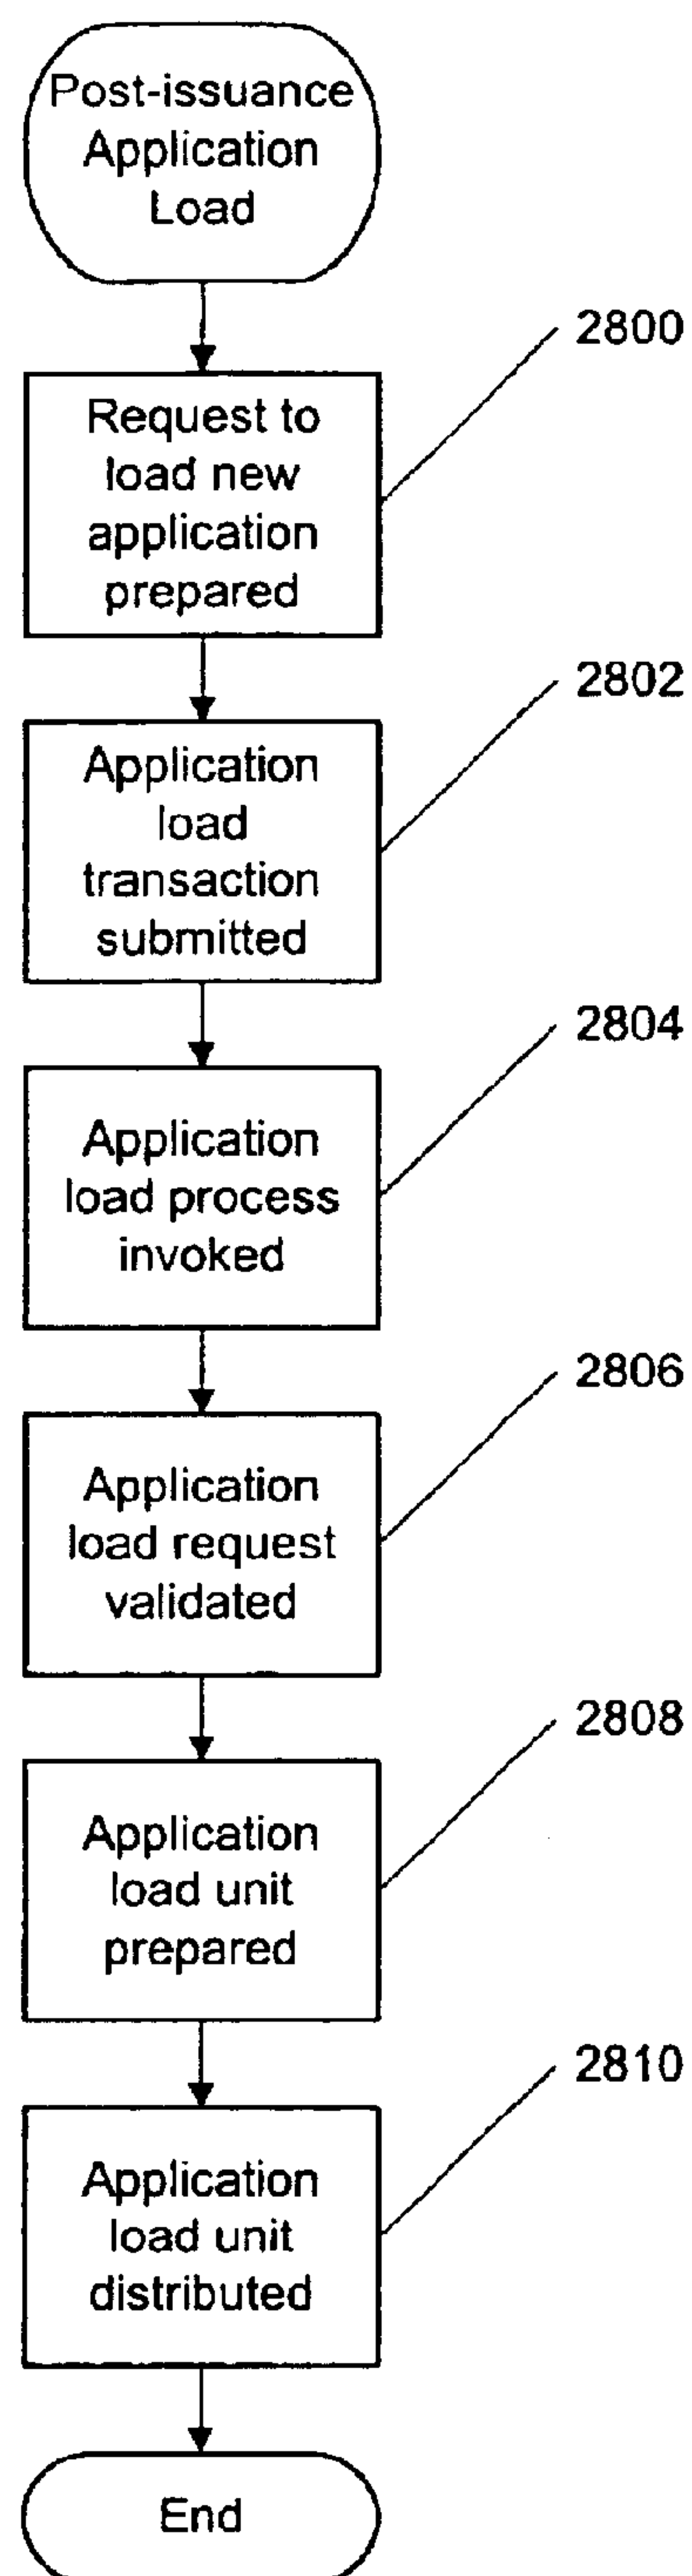 Post-issuance
Application
Load
2800
Request to
load new
application
prepared
2802
Application
load
transaction
submitted
2804
Application
load process
invoked
2806
Application
load request
validated
2808
Application
load unit
prepared
2810
Application
load unit
distributed
End